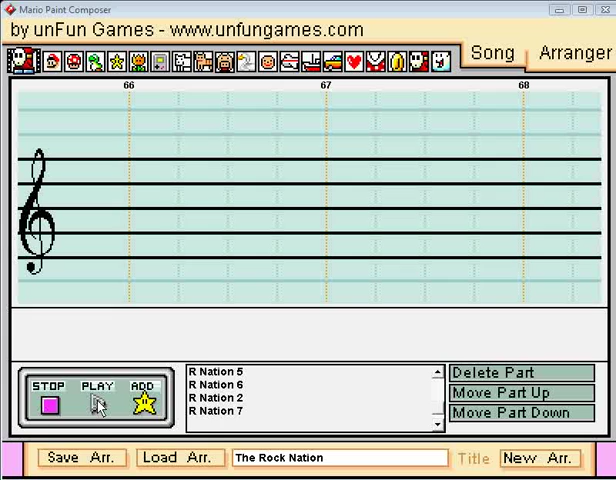 Mario Paint Composer
by unFun Games - www.unfungames.com
Song
Arranger
66
67
68
STOP
PLAY
ADD
R Nation 5
R Nation 6
R Nation 2
R Nation 7
Delete Part
Move Part Up
Move Part Down
Save Arr.
Load Arr.
The Rock Nation
Title
New Arr.